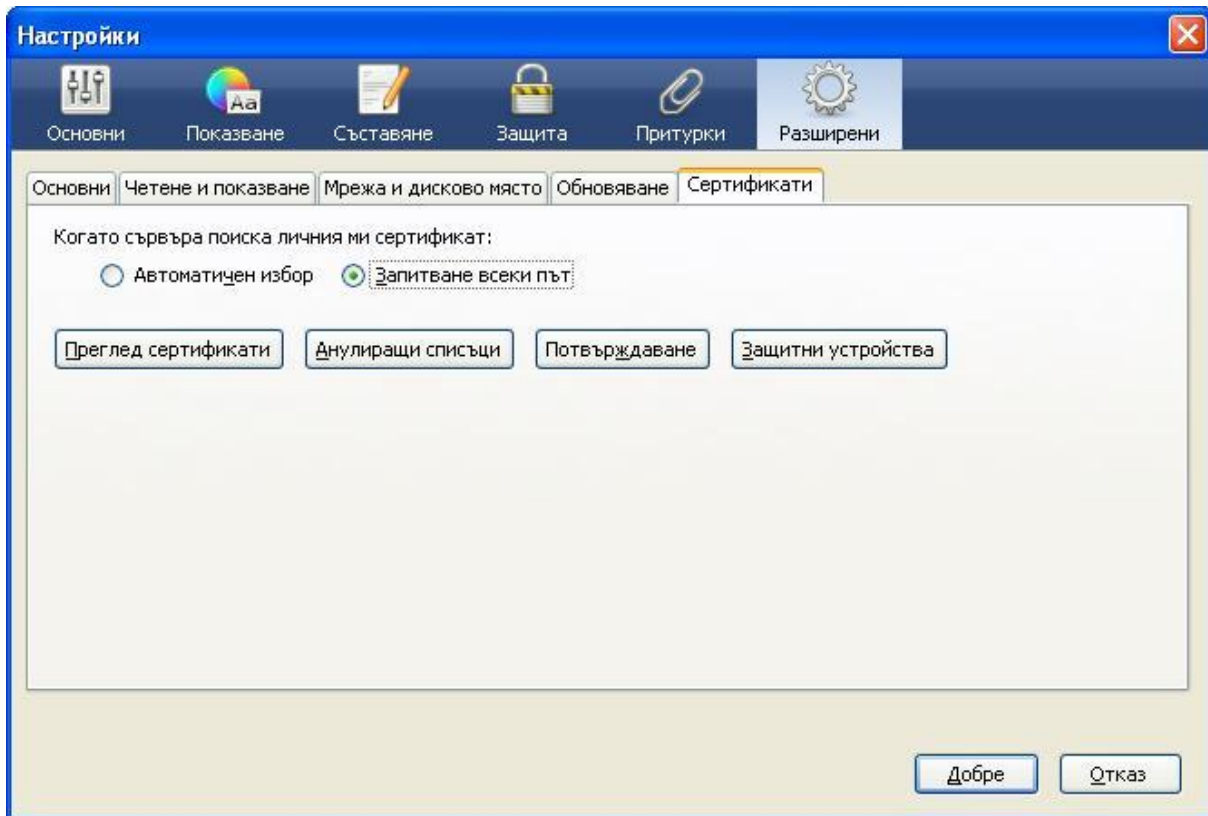 Настройки
Основни Показване Съставяне Защита Притурки Разширени
Основни Четене и показване Мрежа и дисково място Обновяване Сертификати
Когато сървъра поиска личния ми сертификат:
Автоматичен избор Запитване всеки път
Преглед сертификати Анулиращи списъци Потвърждаване Защитни устройства
Добре Отказ